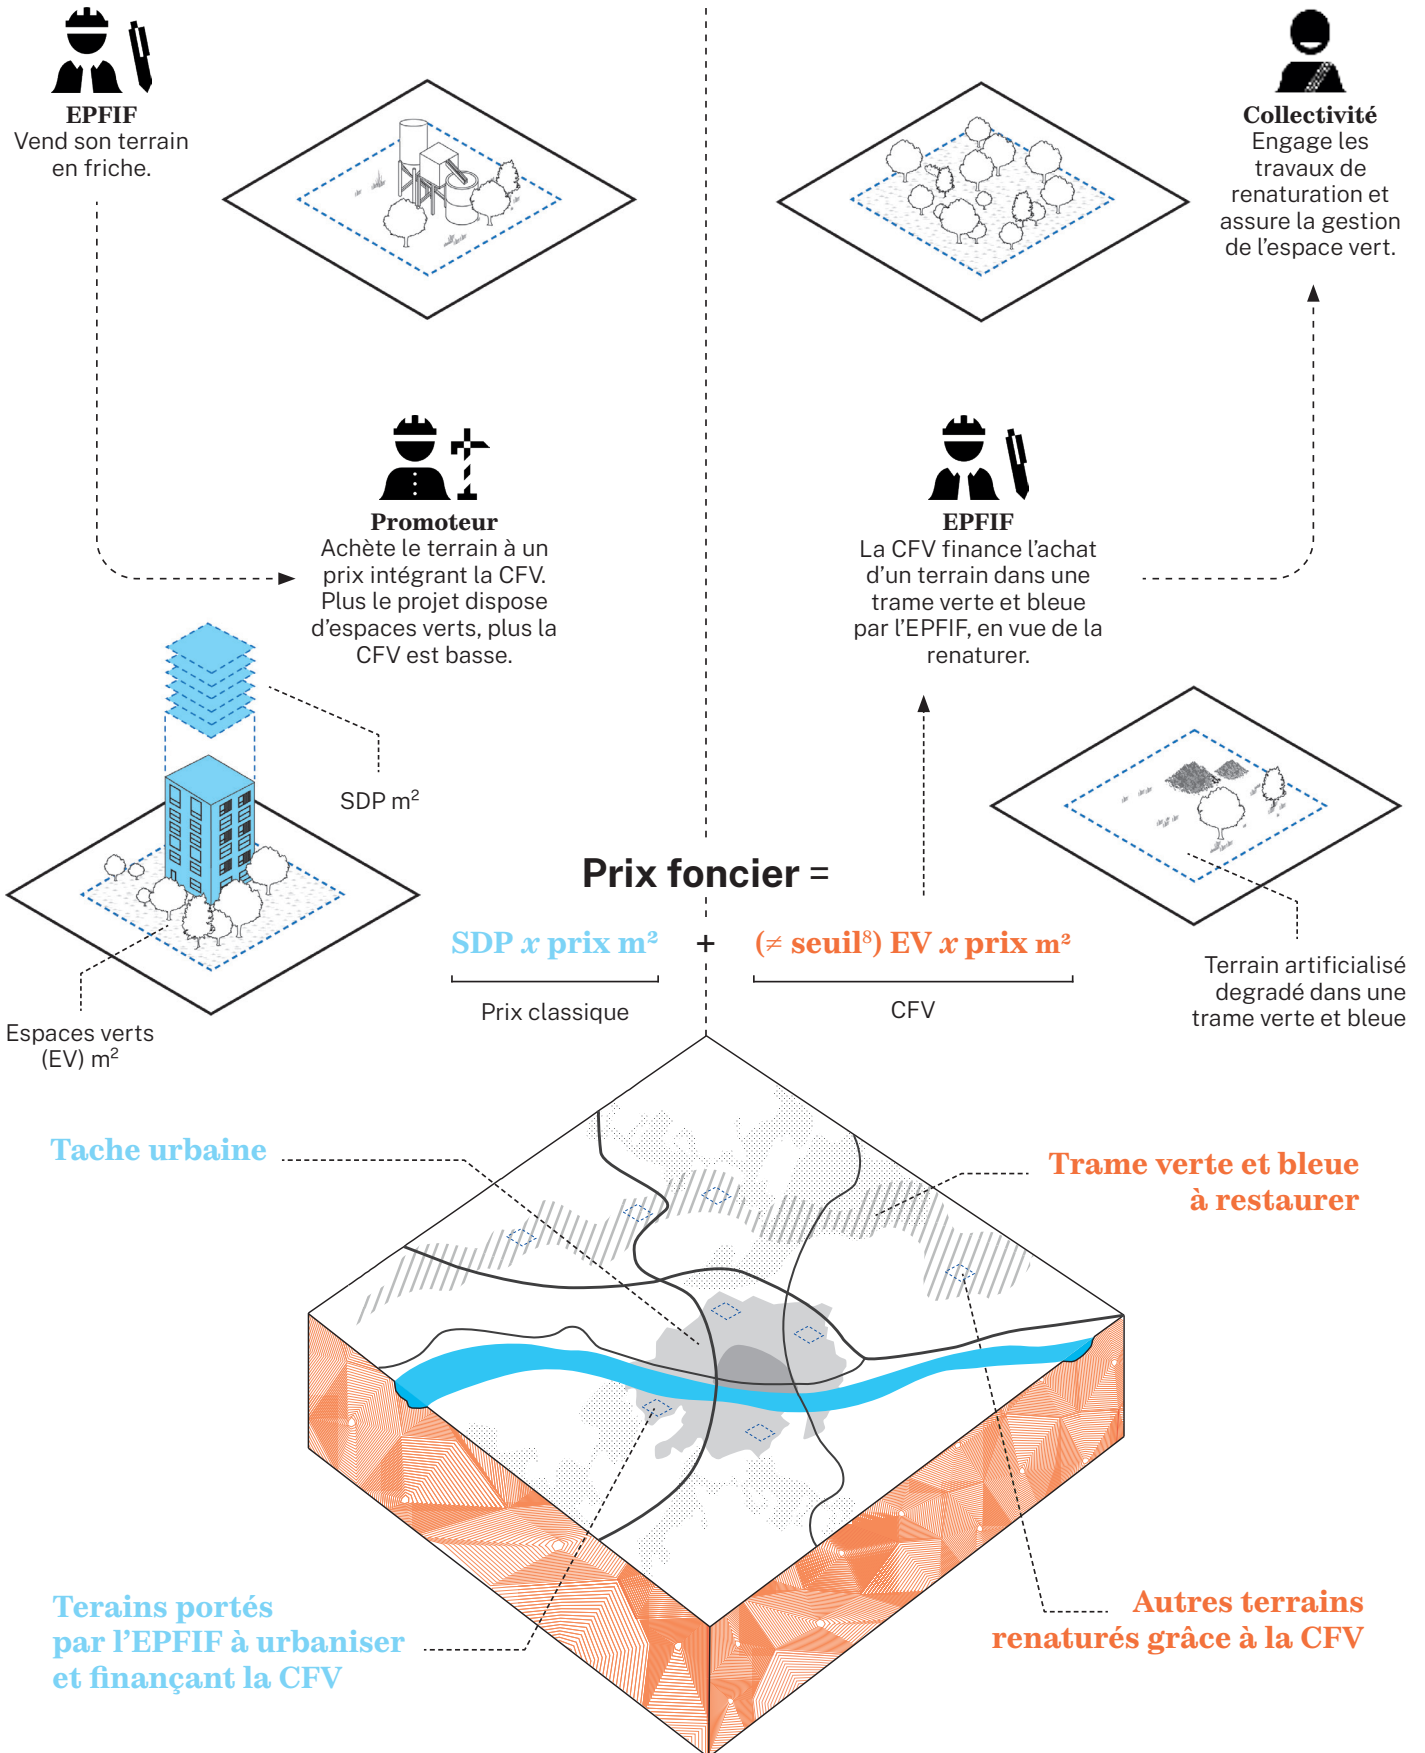 EPFIF
Vend son terrain
en friche.
Collectivité
Engage les
travaux de
renaturation et
assure la gestion
de l’espace vert.
Promoteur
Achète le terrain à un
prix intégrant la CFV.
Plus le projet dispose
d’espaces verts, plus la
CFV est basse.
EPFIF
La CFV finance l’achat
d’un terrain dans une
trame verte et bleue
par l’EPFIF, en vue de la
renaturer.
SDP m²
Prix foncier =
SDP x prix m² + (≠ seuil⁸) EV x prix m²
Prix classique
CFV
Espaces verts
(EV) m²
Terrain artificialisé
degradé dans une
trame verte et bleue
Tache urbaine
Trame verte et bleue
à restaurer
Terains portés
par l’EPFIF à urbaniser
et finançant la CFV
Autres terrains
renaturés grâce à la CFV